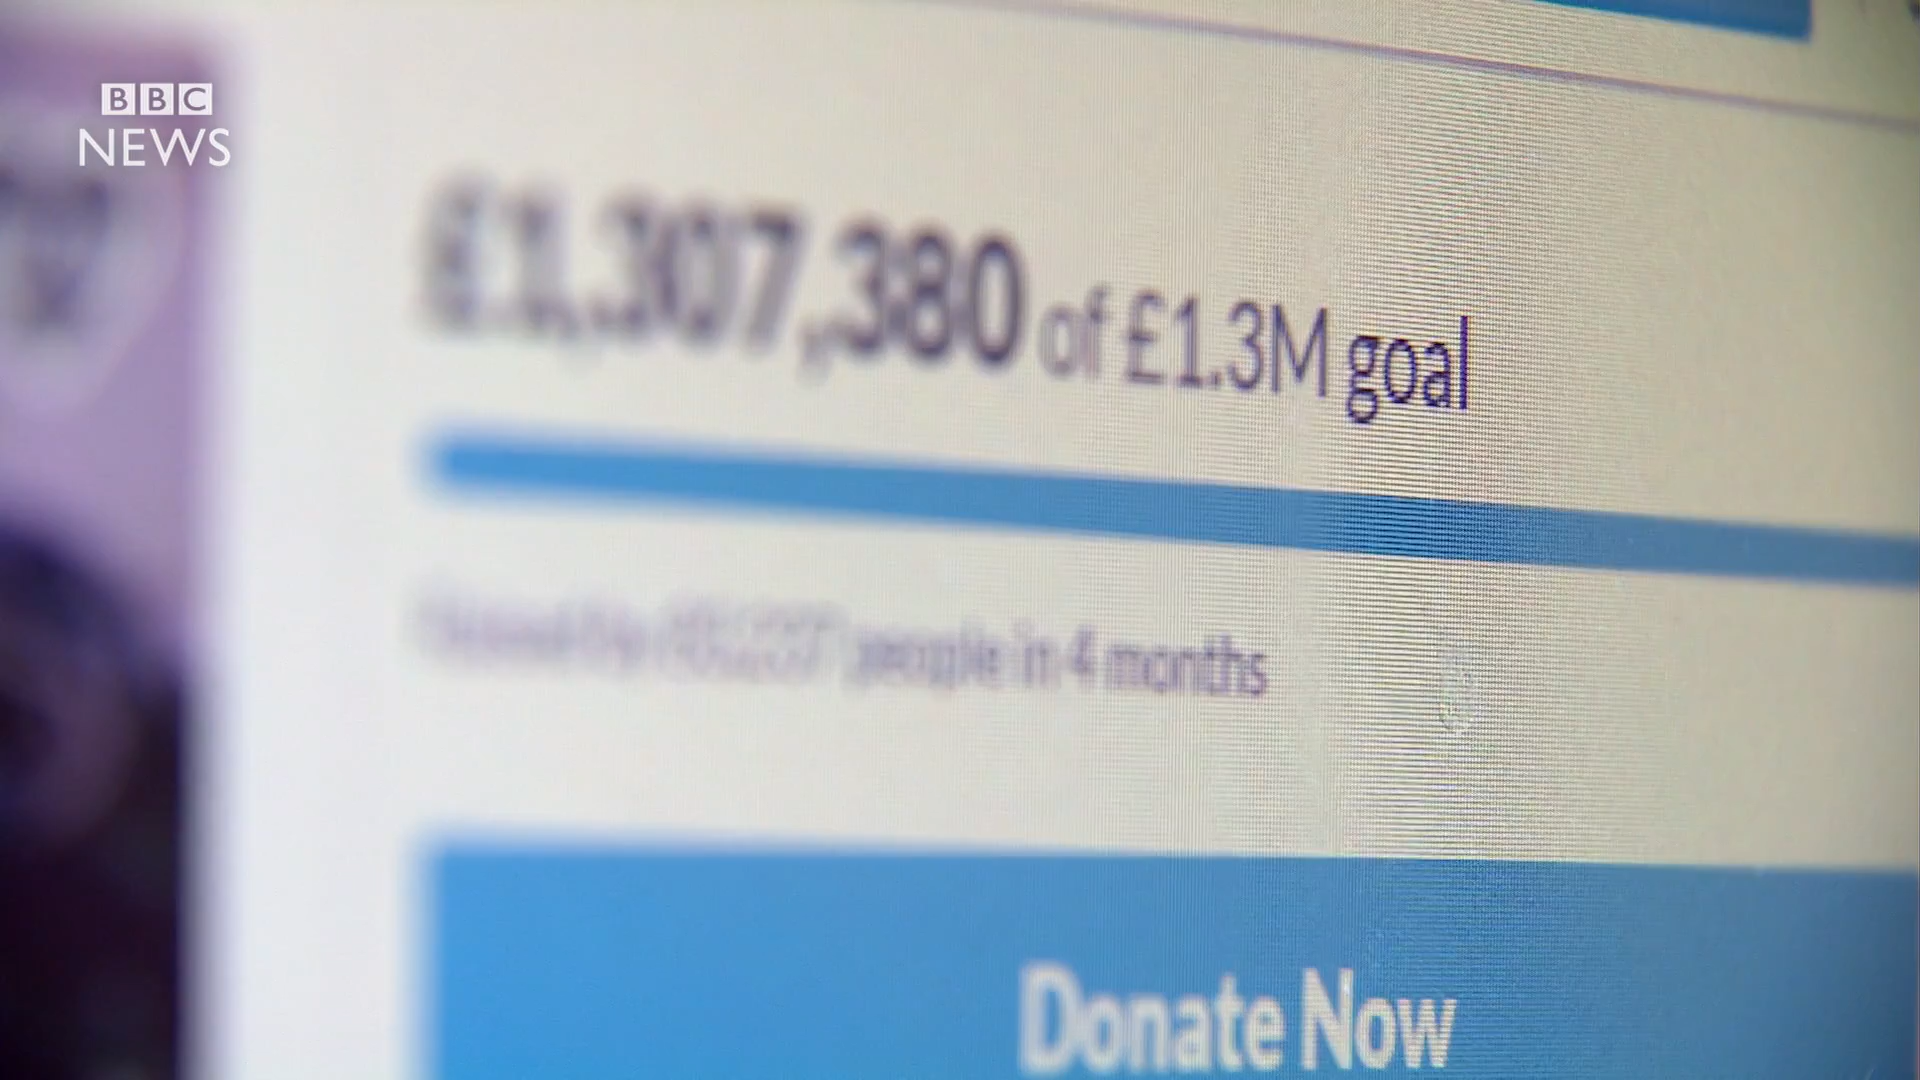 BBC
NEWS
£1,307,380 of £1.3M goal
people in 4 months
Donate Now